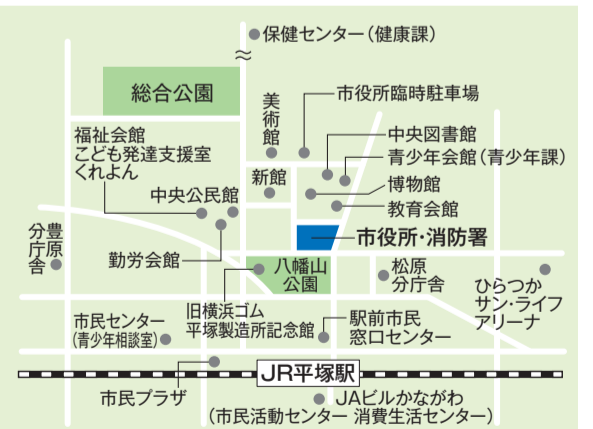 保健センター（健康課）
総合公園
美術館
市役所臨時駐車場
福祉会館
こども発達支援室
くれよん
中央図書館
青少年会館（青少年課）
新館
博物館
中央公民館
教育会館
豊原
分庁舎
市役所・消防署
勤労会館
八幡山
公園
松原
分庁舎
ひらつか
サン・ライフ
アリーナ
旧横浜ゴム
平塚製造所記念館
市民センター
（青少年相談室）
駅前市民
窓口センター
JR平塚駅
市民プラザ
JAビルかながわ
（市民活動センター 消費生活センター）